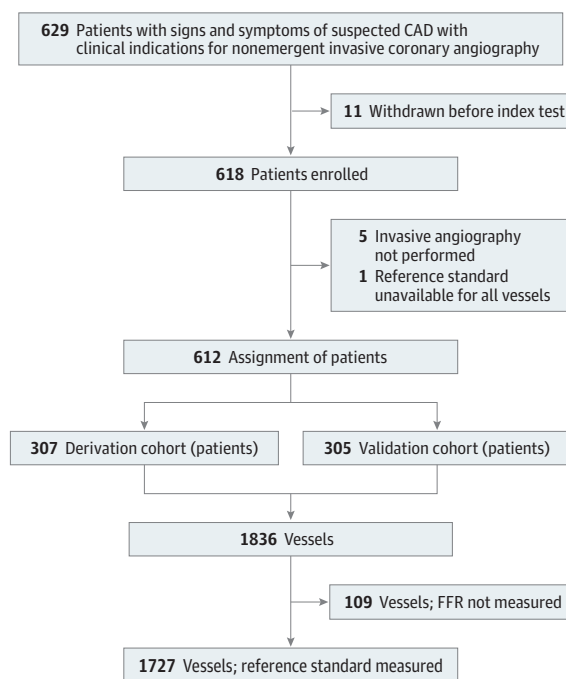 629 Patients with signs and symptoms of suspected CAD with
clinical indications for nonemergent invasive coronary angiography
11 Withdrawn before index test
618 Patients enrolled
5 Invasive angiography
not performed
1 Reference standard
unavailable for all vessels
612 Assignment of patients
307 Derivation cohort (patients)
305 Validation cohort (patients)
1836 Vessels
109 Vessels; FFR not measured
1727 Vessels; reference standard measured